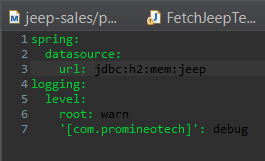 jeep-sales/p...
FetchJeepTe...
1 spring:
2 datasource:
3 url: jdbc:h2:mem:jeep
4 logging:
5 level:
6 root: warn
7 '[com.promineotech]': debug